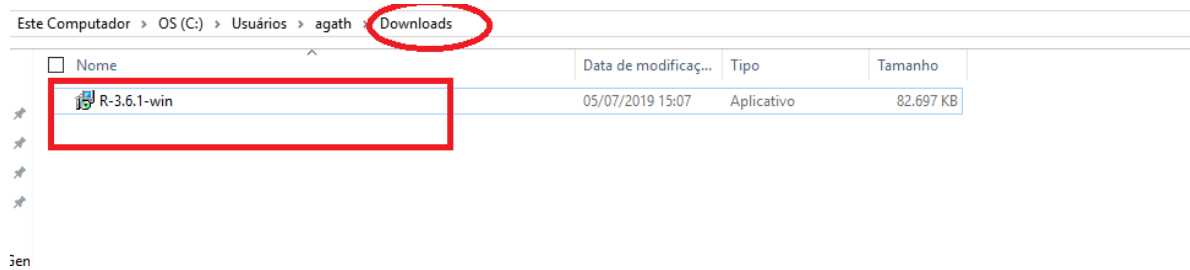 Este Computador > OS (C:) > Usuários > agath > Downloads
Nome Data de modificaç... Tipo Tamanho
R-3.6.1-win 05/07/2019 15:07 Aplicativo 82.697 KB